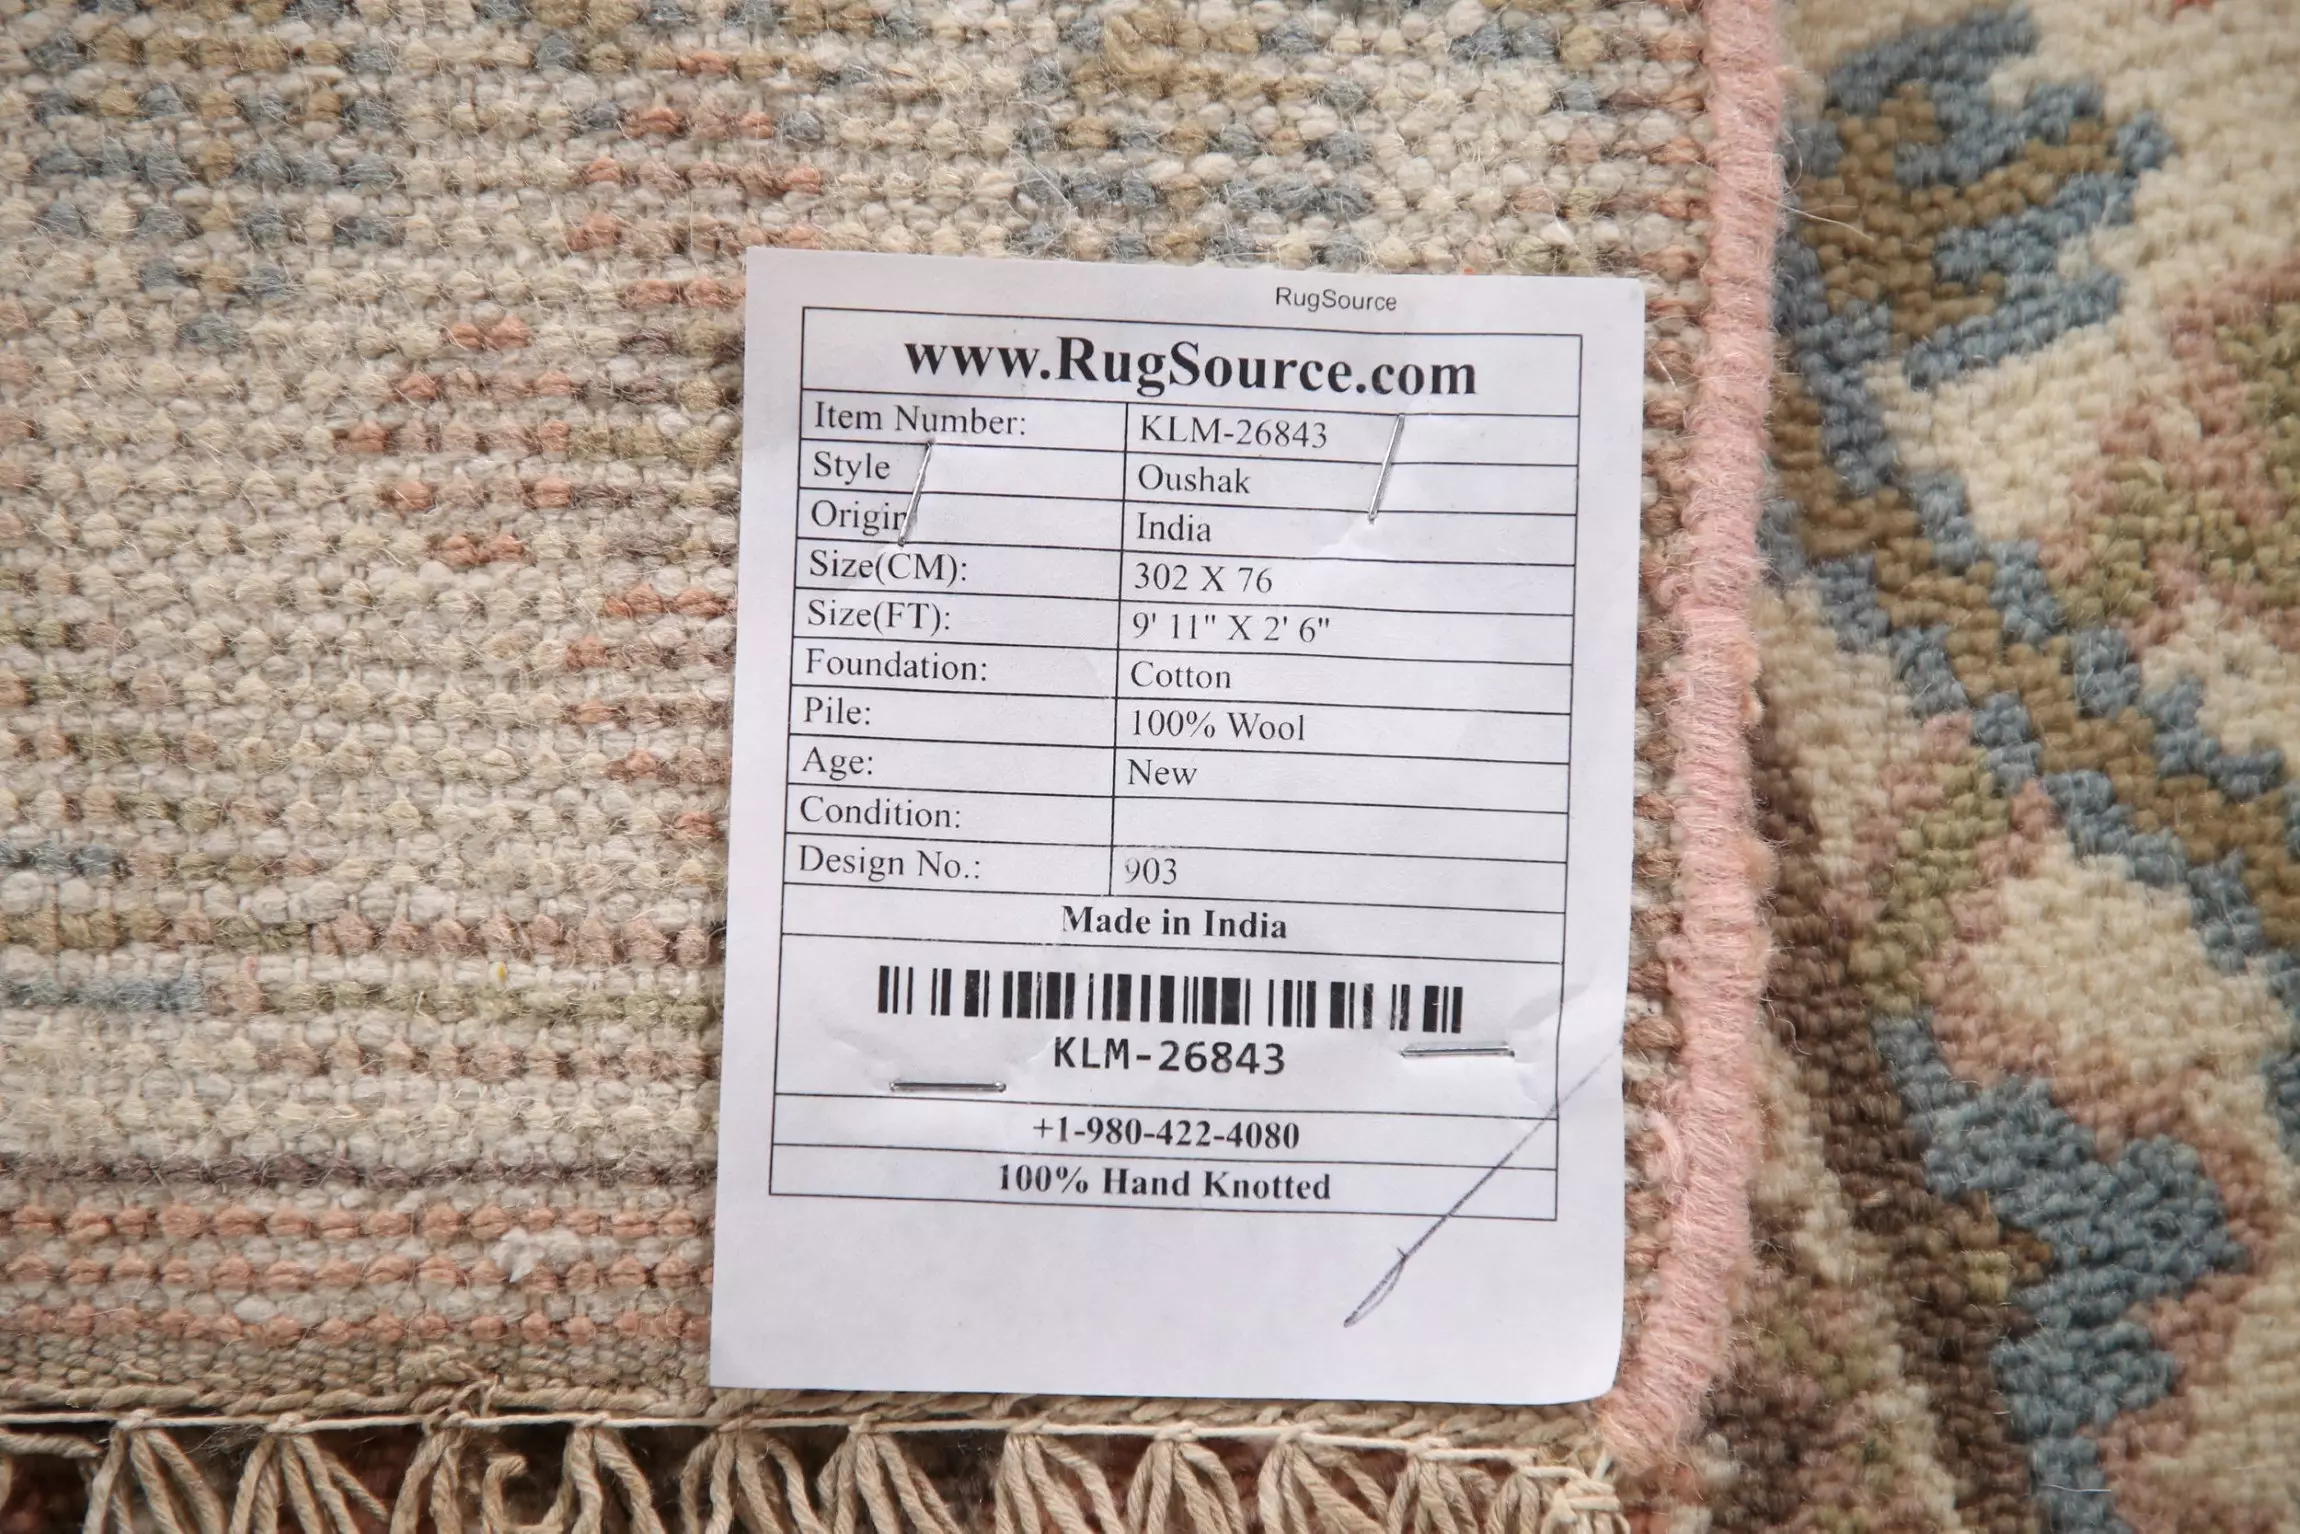 RugSource
www.RugSource.com
Item Number: KLM-26843
Style Oushak
Origin India
Size(CM): 302 X 76
Size(FT): 9' 11" X 2' 6"
Foundation: Cotton
Pile: 100% Wool
Age: New
Condition:
Design No.: 903
Made in India
KLM-26843
+1-980-422-4080
100% Hand Knotted